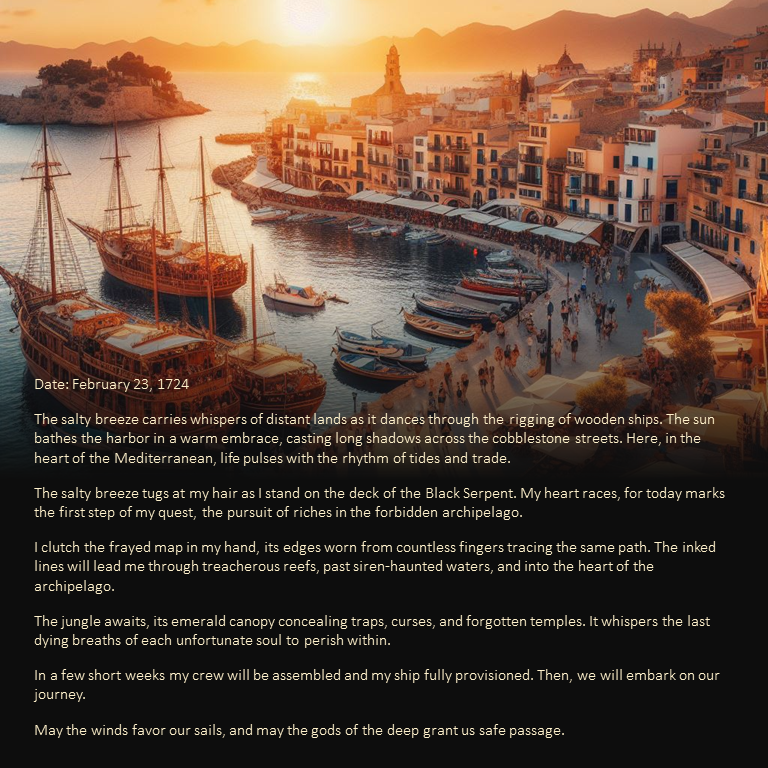 Date: February 23, 1724
The salty breeze carries whispers of distant lands as it dances through the rigging of wooden ships. The sun
bathes the harbor in a warm embrace, casting long shadows across the cobblestone streets. Here, in the
heart of the Mediterranean, life pulses with the rhythm of tides and trade.
The salty breeze tugs at my hair as I stand on the deck of the Black Serpent. My heart races, for today marks
the first step of my quest, the pursuit of riches in the forbidden archipelago.
I clutch the frayed map in my hand, its edges worn from countless fingers tracing the same path. The inked
lines will lead me through treacherous reefs, past siren-haunted waters, and into the heart of the
archipelago.
The jungle awaits, its emerald canopy concealing traps, curses, and forgotten temples. It whispers the last
dying breaths of each unfortunate soul to perish within.
In a few short weeks my crew will be assembled and my ship fully provisioned. Then, we will embark on our
journey.
May the winds favor our sails, and may the gods of the deep grant us safe passage.